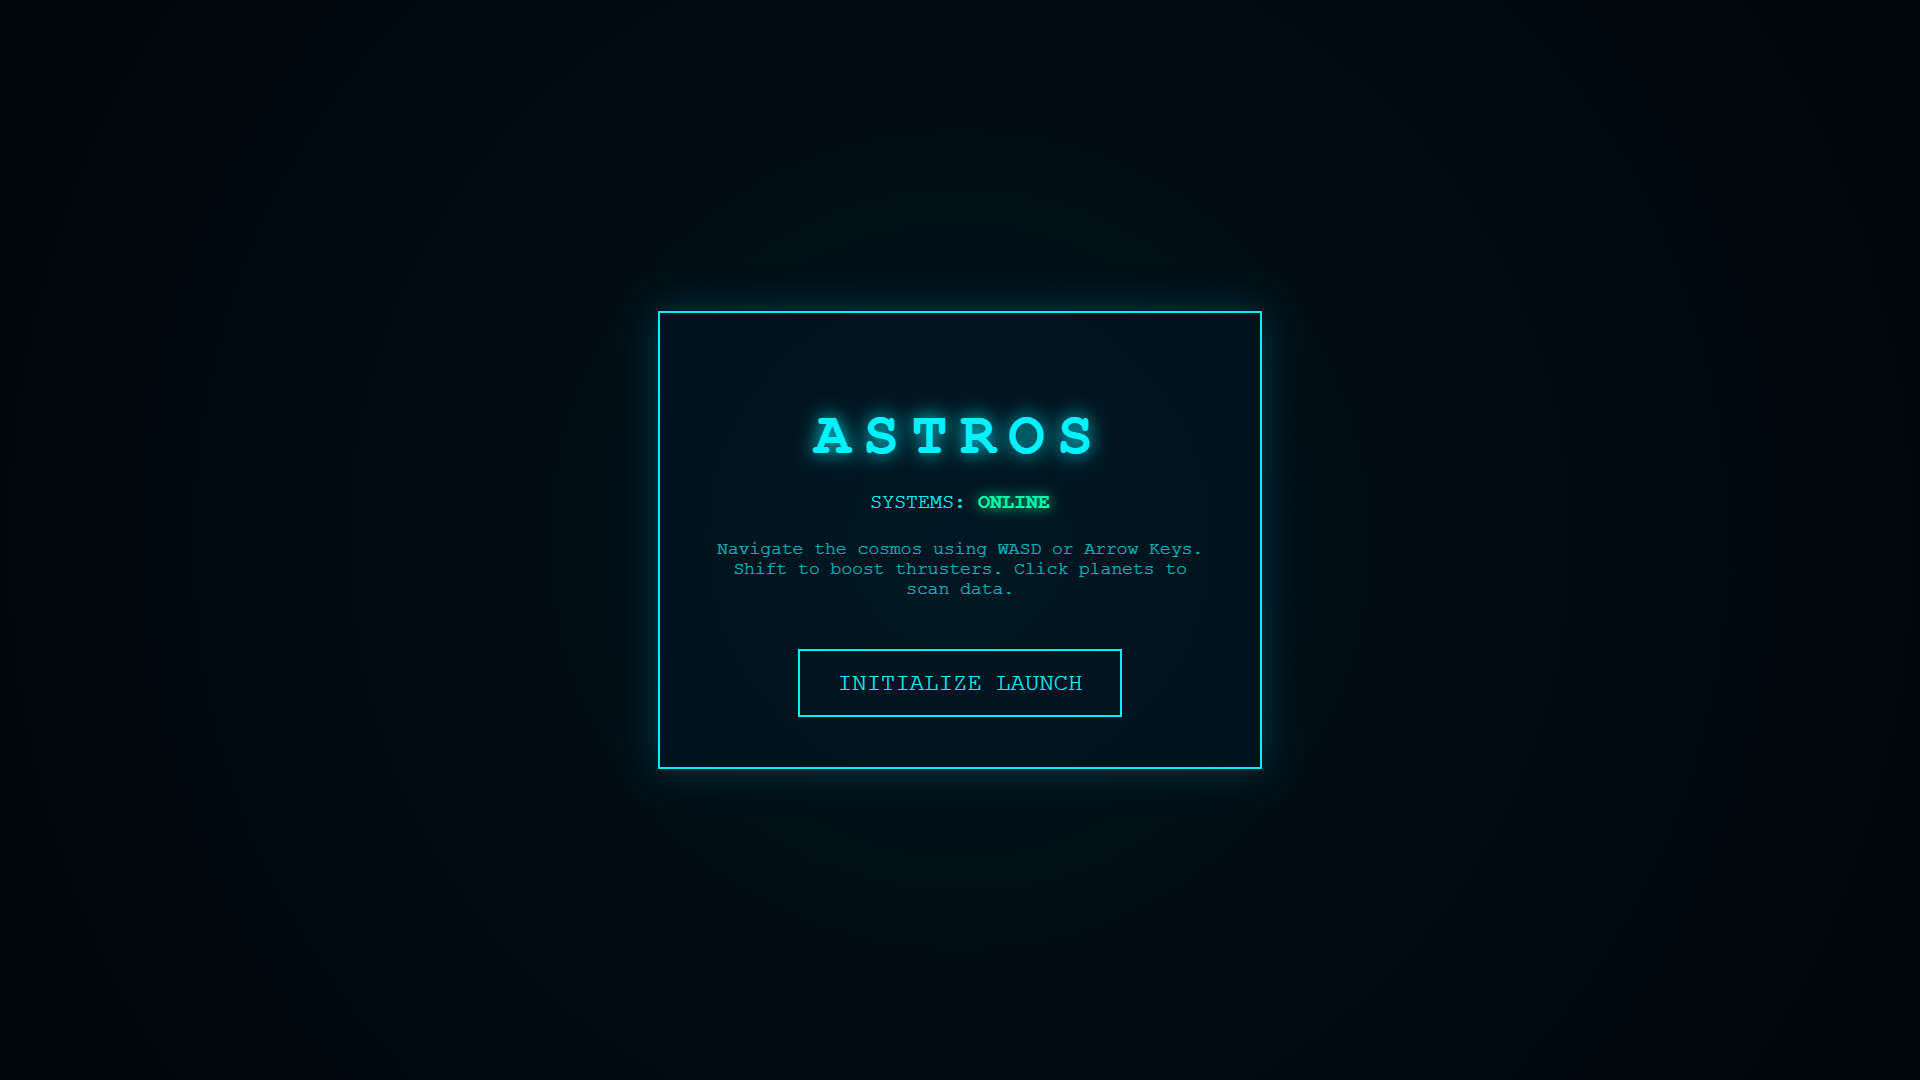 ASTROS
SYSTEMS: ONLINE
Navigate the cosmos using WASD or Arrow Keys.
Shift to boost thrusters. Click planets to
scan data.
INITIALIZE LAUNCH